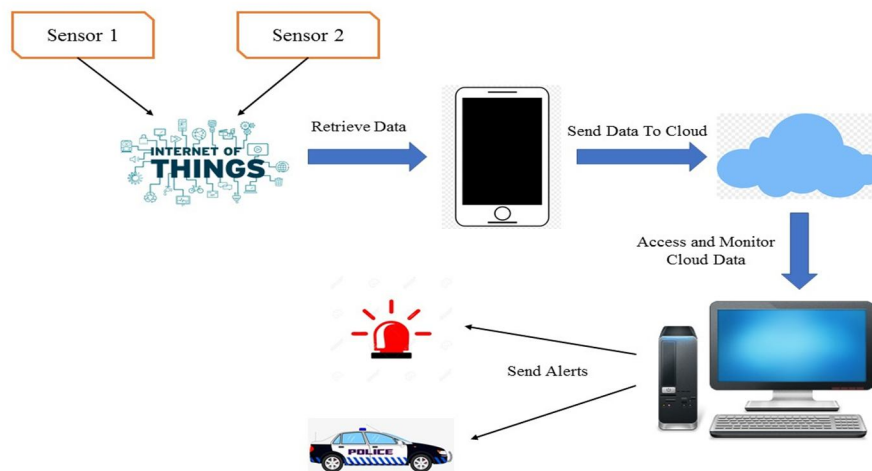 Sensor 1
Sensor 2
INTERNET OF
THINGS
Retrieve Data
Send Data To Cloud
Access and Monitor
Cloud Data
Send Alerts
POLICE